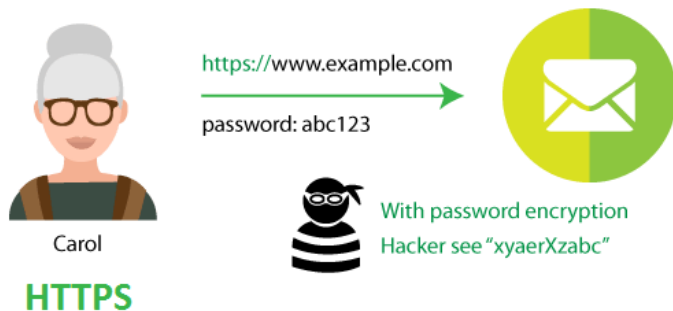 https://www.example.com
password: abc123
Carol
With password encryption
Hacker see “xyaerXzabc”
HTTPS